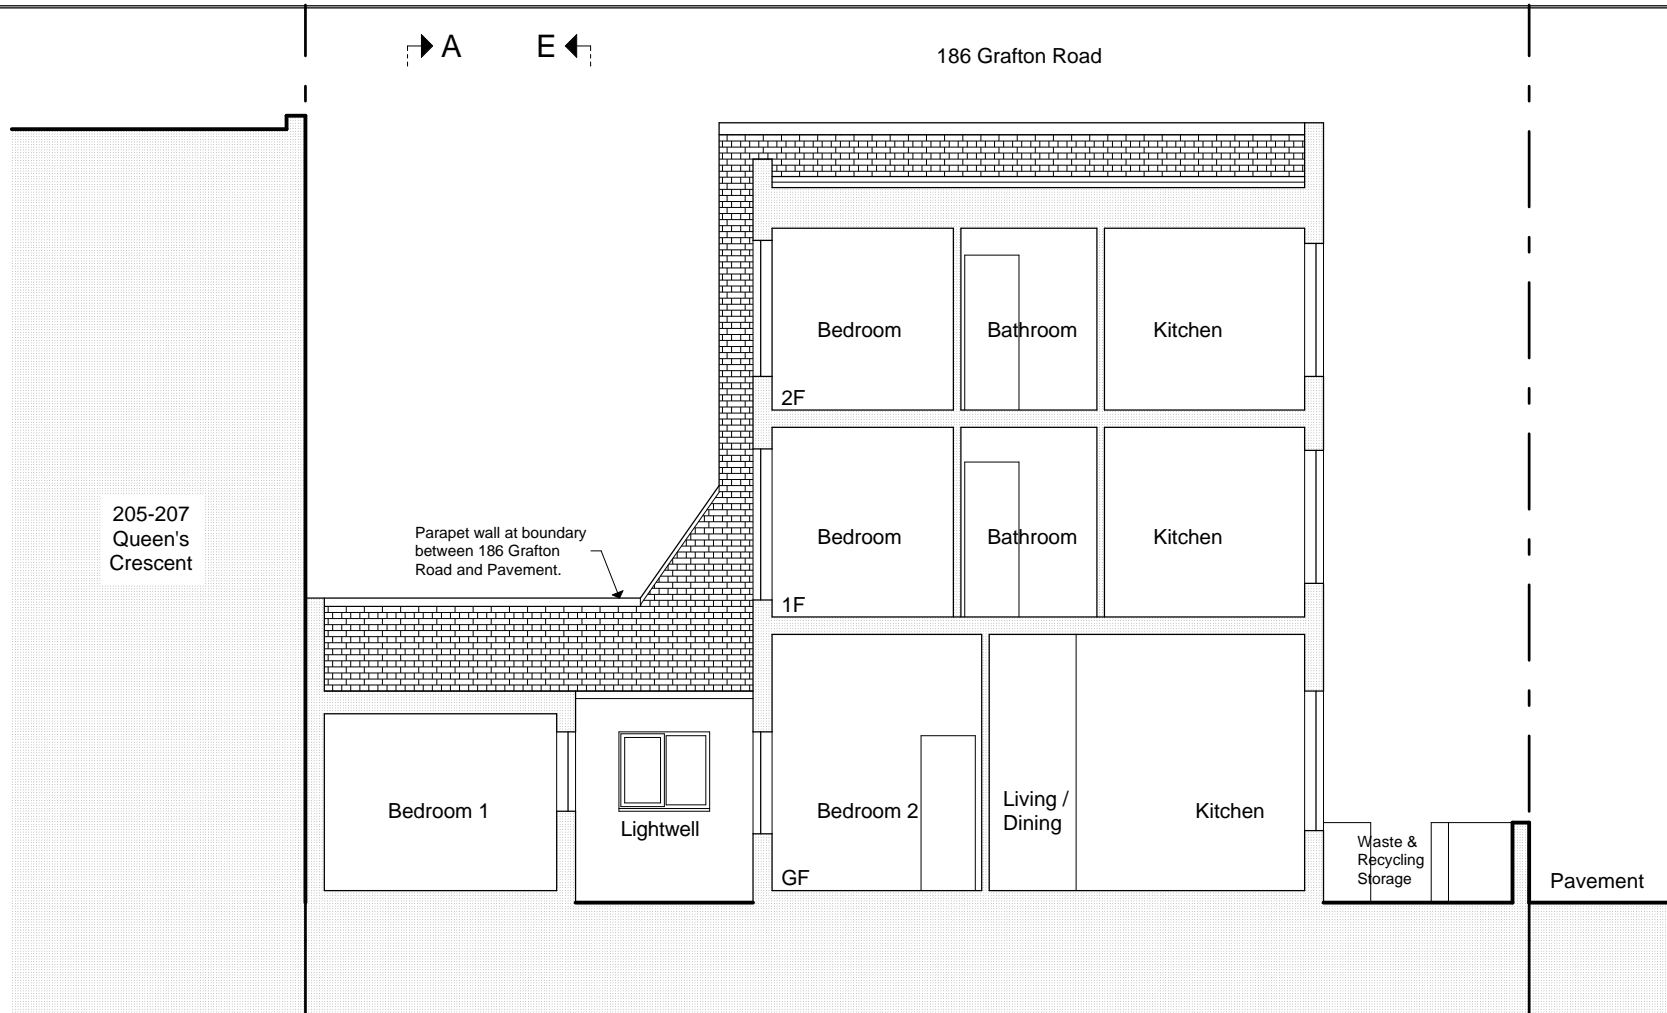 A E
186 Grafton Road
Bedroom Bathroom Kitchen
2F
205-207
Queen's
Crescent
Parapet wall at boundary
between 186 Grafton
Road and Pavement.
Bedroom Bathroom Kitchen
1F
Bedroom 1
Lightwell
Bedroom 2
Living /
Dining
Kitchen
GF
Waste &
Recycling
Storage
Pavement